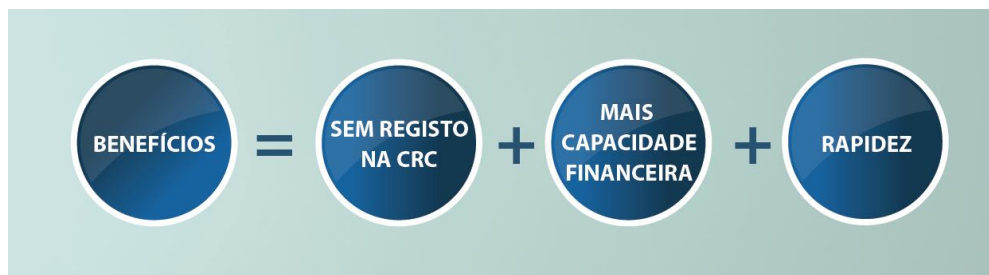 BENEFÍCIOS
=
SEM REGISTO
NA CRC
+
MAIS
CAPACIDADE
FINANCEIRA
+
RAPIDEZ